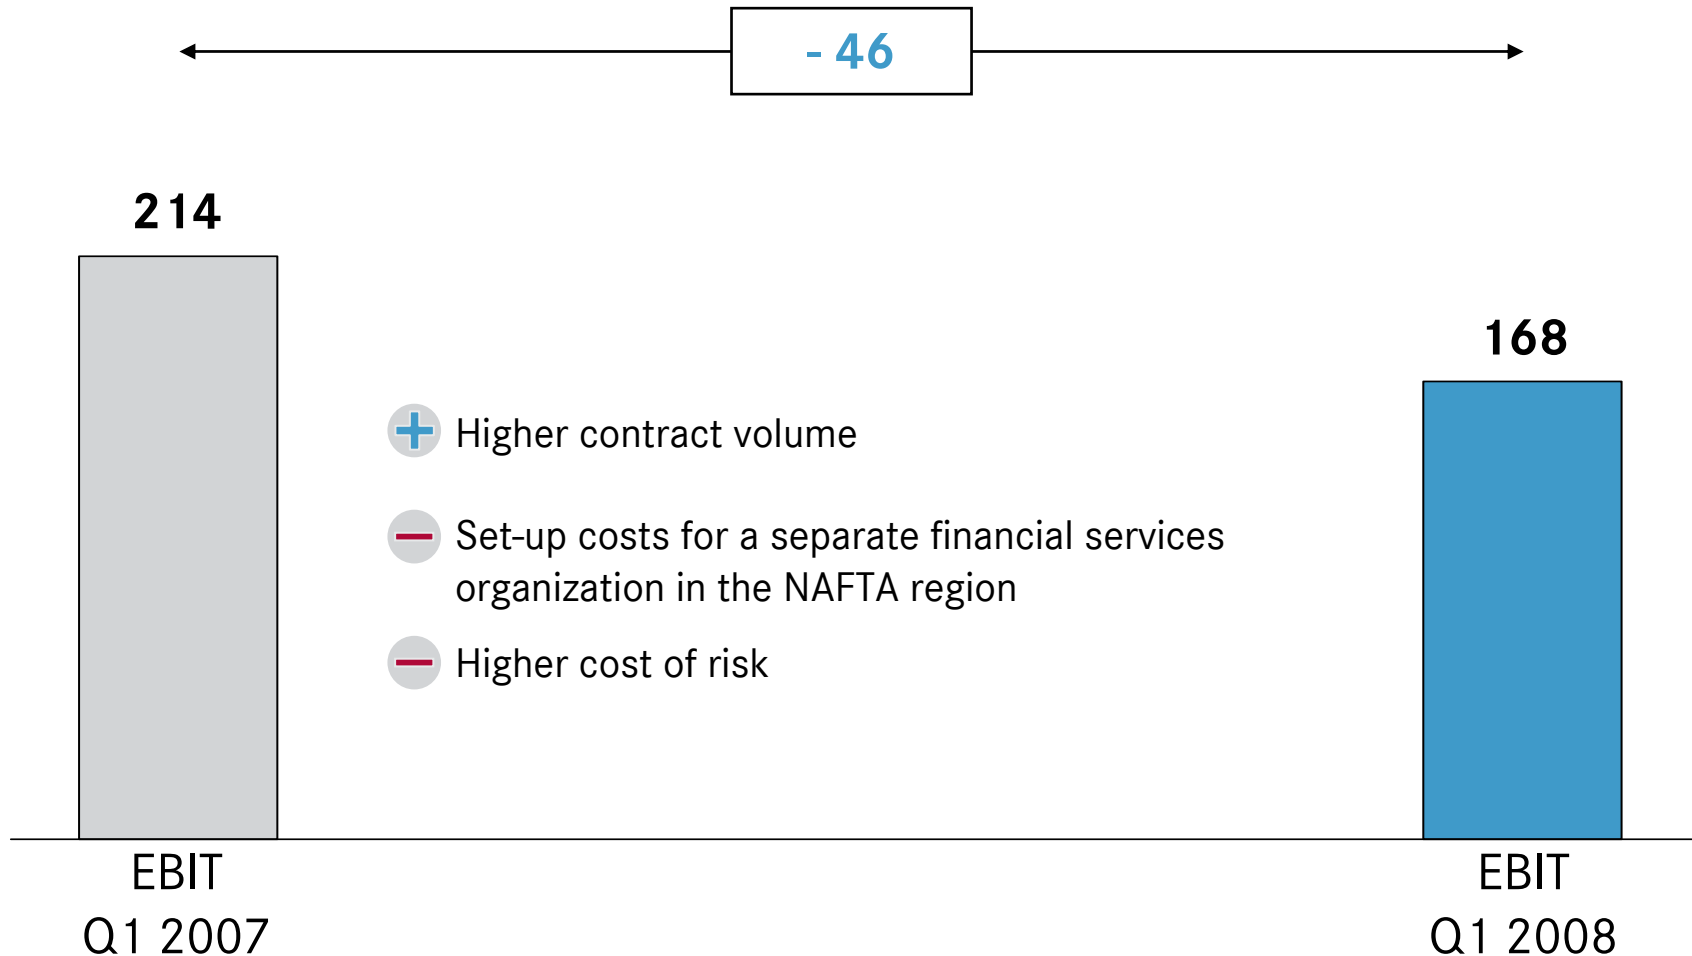 - 46
214
168
Higher contract volume
Set-up costs for a separate financial services
organization in the NAFTA region
Higher cost of risk
EBIT
Q1 2007
EBIT
Q1 2008